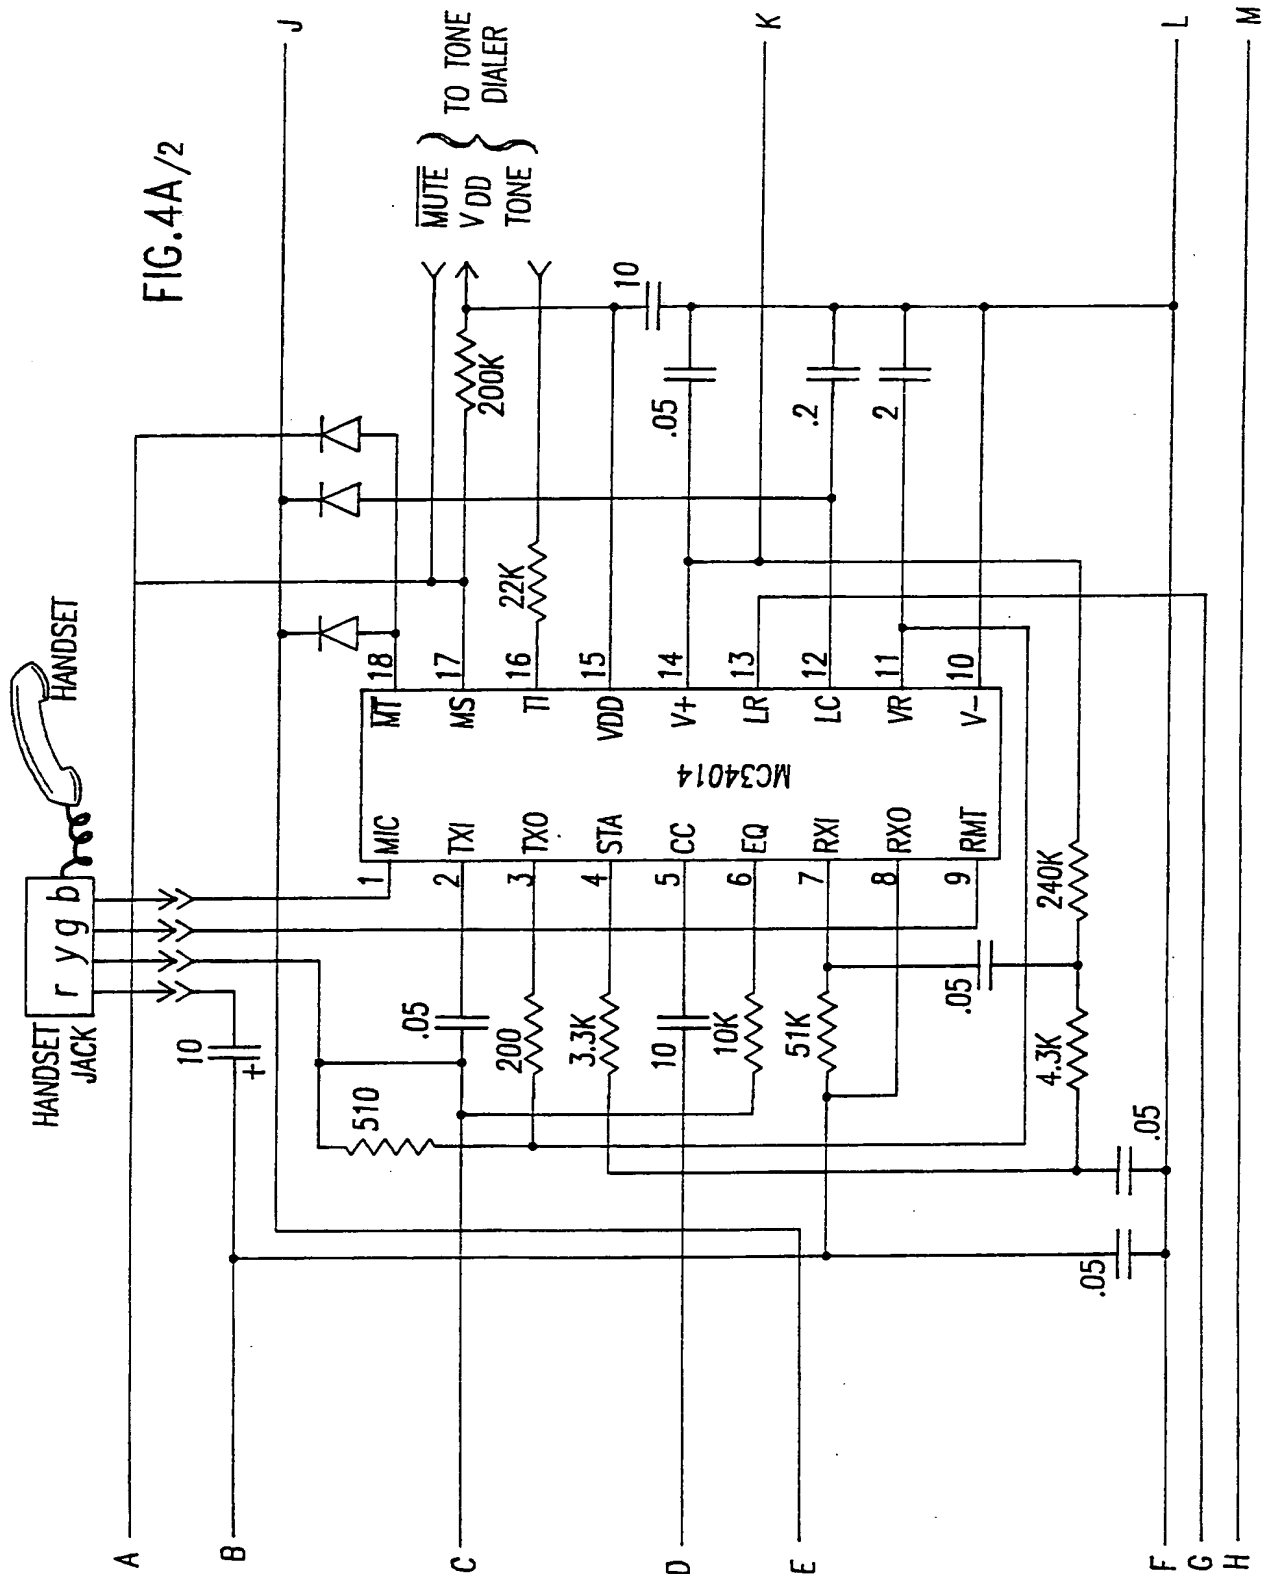 FIG.4A/2
HANDSET
HANDSET
JACK
r y g b
A
B
C
D
E
F
G
H
J
K
L
M
10
+
510
.05
200
3.3K
10
10K
51K
.05
4.3K
240K
.05
.05
1 MIC
2 TXI
3 TXO
4 STA
5 CC
6 EQ
7 RXI
8 RXO
9 RMT
MC34014
MT 18
MS 17
TI 16
VDD 15
V+ 14
LR 13
LC 12
VR 11
V- 10
22K
200K
10
.05
.2
2
MUTE
VDD
TONE
TO TONE
DIALER